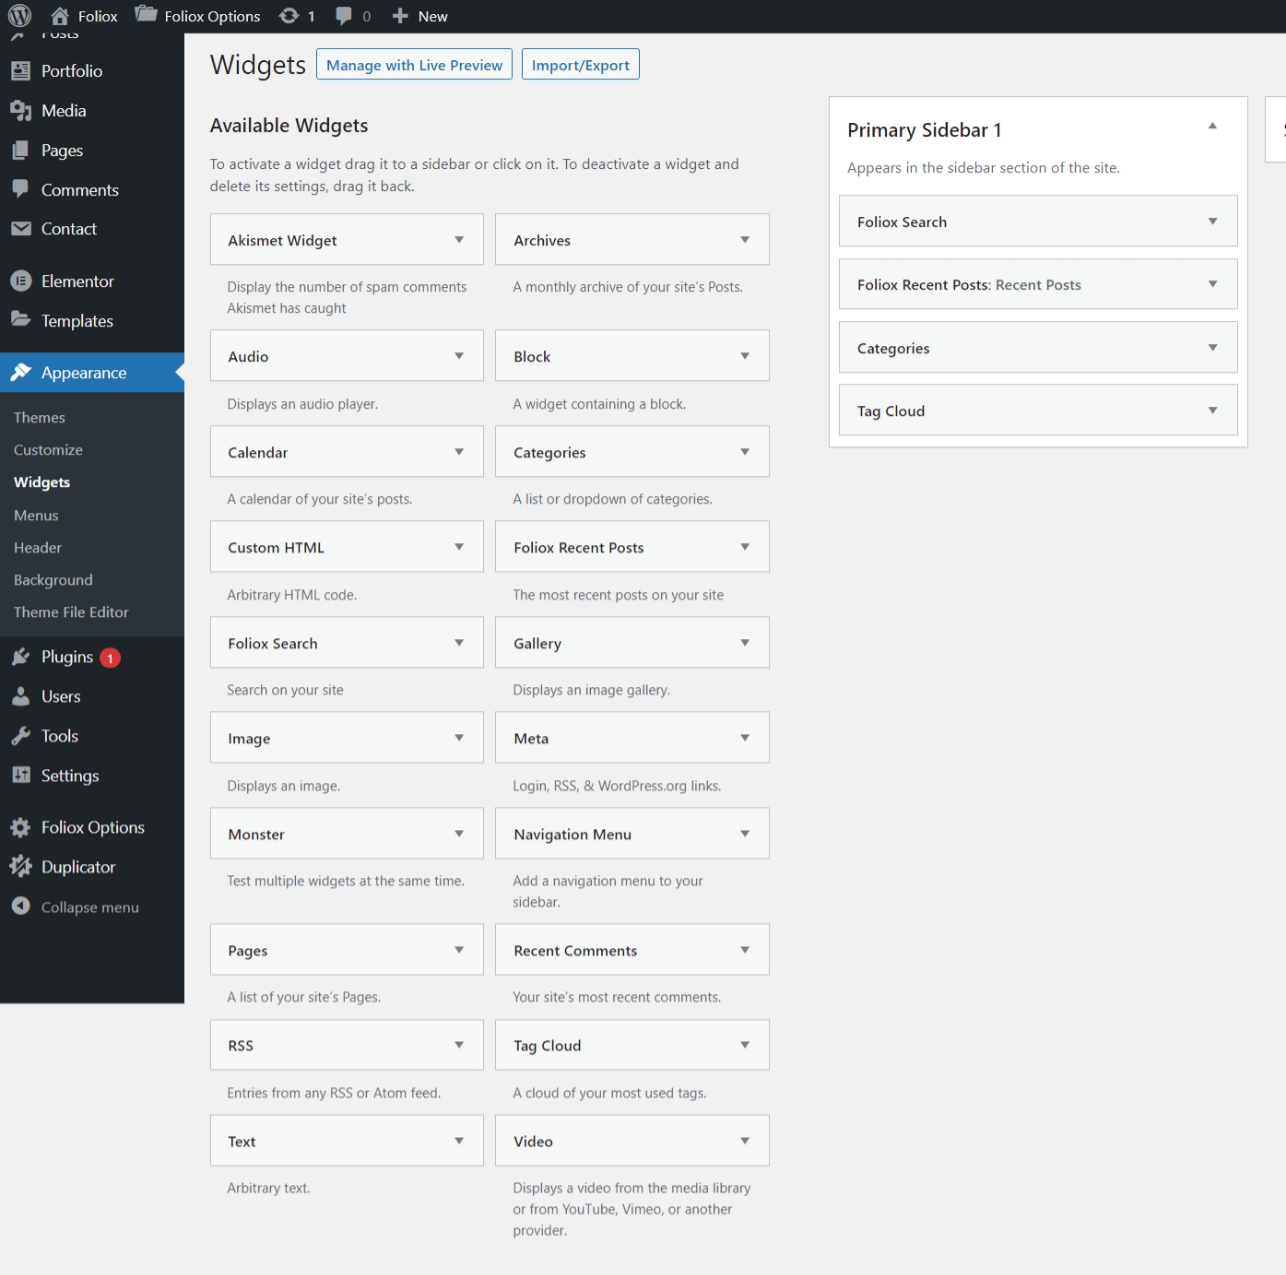 Foliox
Foliox Options
1
0
New
Posts
Portfolio
Media
Pages
Comments
Contact
Elementor
Templates
Appearance
Themes
Customize
Widgets
Menus
Header
Background
Theme File Editor
Plugins 1
Users
Tools
Settings
Foliox Options
Duplicator
Collapse menu
Widgets
Manage with Live Preview
Import/Export
Available Widgets
To activate a widget drag it to a sidebar or click on it. To deactivate a widget and
delete its settings, drag it back.
Akismet Widget
Display the number of spam comments
Akismet has caught
Archives
A monthly archive of your site’s Posts.
Audio
Displays an audio player.
Block
A widget containing a block.
Calendar
A calendar of your site’s posts.
Categories
A list or dropdown of categories.
Custom HTML
Arbitrary HTML code.
Foliox Recent Posts
The most recent posts on your site
Foliox Search
Search on your site
Gallery
Displays an image gallery.
Image
Displays an image.
Meta
Login, RSS, & WordPress.org links.
Monster
Test multiple widgets at the same time.
Navigation Menu
Add a navigation menu to your
sidebar.
Pages
A list of your site’s Pages.
Recent Comments
Your site’s most recent comments.
RSS
Entries from any RSS or Atom feed.
Tag Cloud
A cloud of your most used tags.
Text
Arbitrary text.
Video
Displays a video from the media library
or from YouTube, Vimeo, or another
provider.
Primary Sidebar 1
Appears in the sidebar section of the site.
Foliox Search
Foliox Recent Posts: Recent Posts
Categories
Tag Cloud